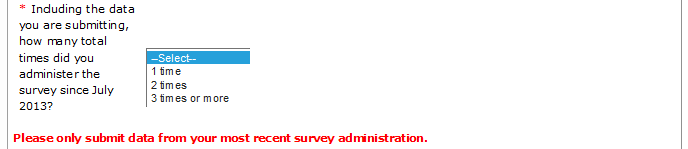 * Including the data
you are submitting,
how many total
times did you
administer the
survey since July
2013?
--Select--
1 time
2 times
3 times or more
Please only submit data from your most recent survey administration.